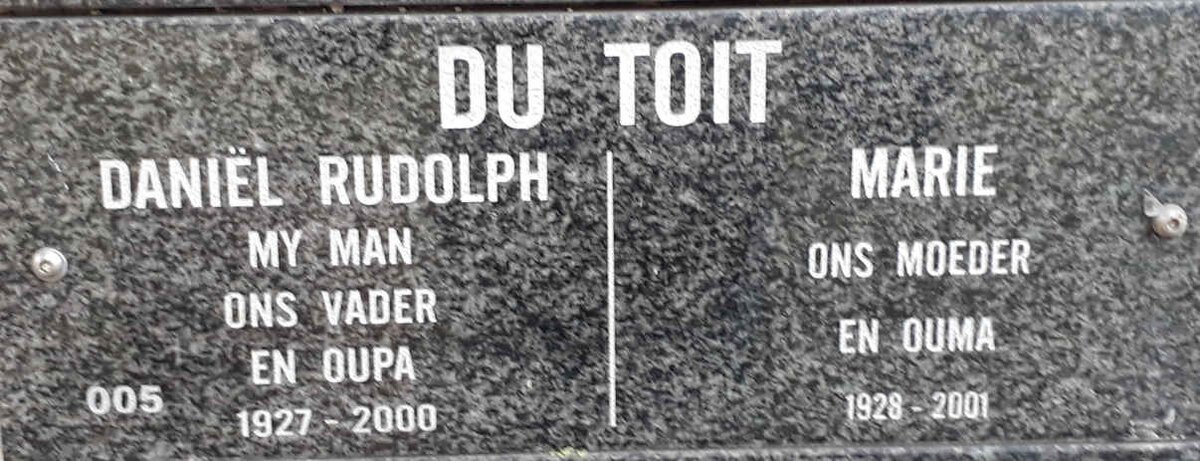 DU TOIT
DANIËL RUDOLPH
MY MAN
ONS VADER
EN OUPA
1927 - 2000
005
MARIE
ONS MOEDER
EN OUMA
1928 - 2001